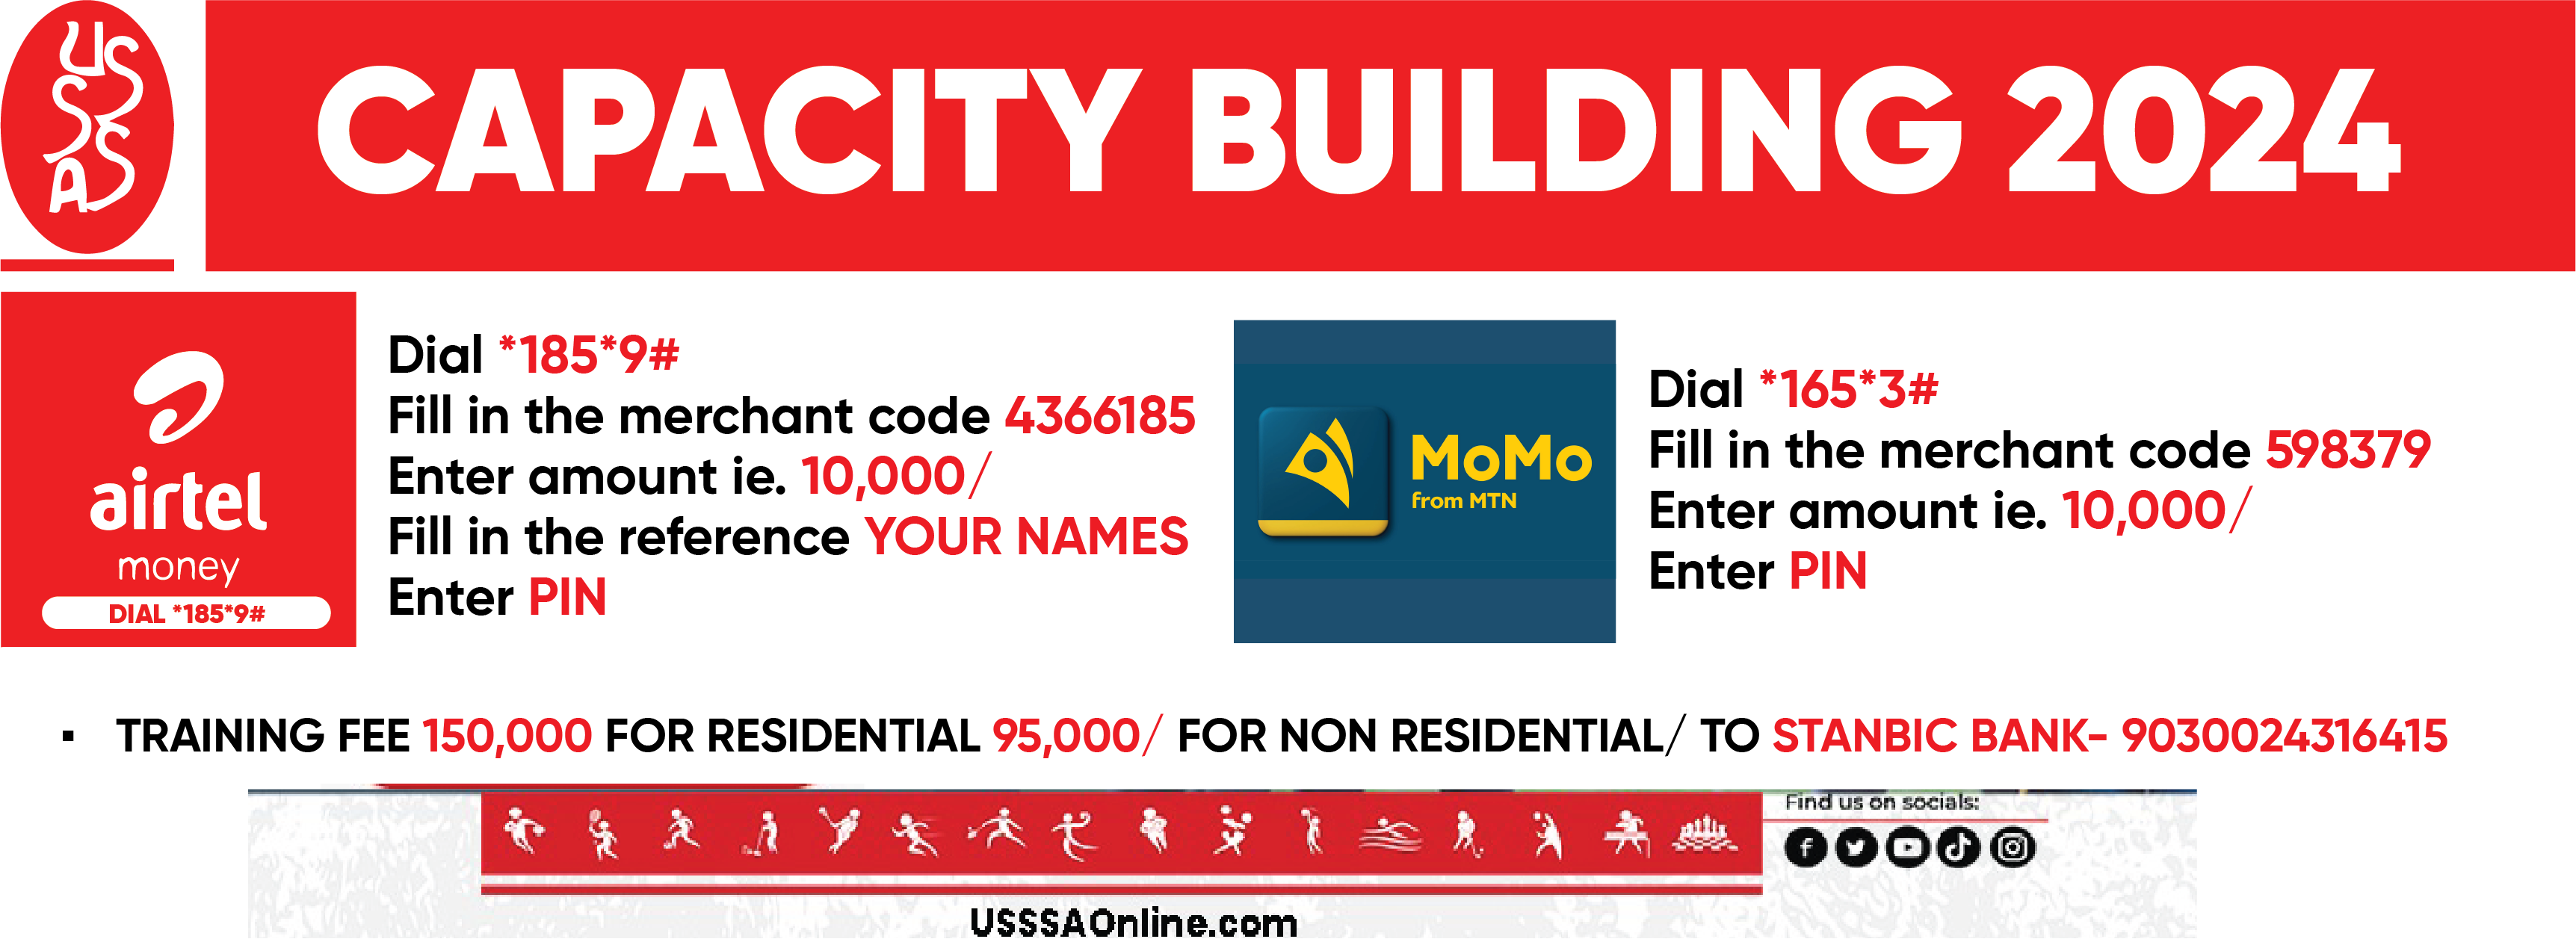 USSSA
CAPACITY BUILDING 2024
airtel
money
DIAL *185*9#
Dial *185*9#
Fill in the merchant code 4366185
Enter amount ie. 10,000/
Fill in the reference YOUR NAMES
Enter PIN
MoMo
from MTN
Dial *165*3#
Fill in the merchant code 598379
Enter amount ie. 10,000/
Enter PIN
▪ TRAINING FEE 150,000 FOR RESIDENTIAL 95,000/ FOR NON RESIDENTIAL/ TO STANBIC BANK- 9030024316415
Find us on socials:
USSSAOnline.com